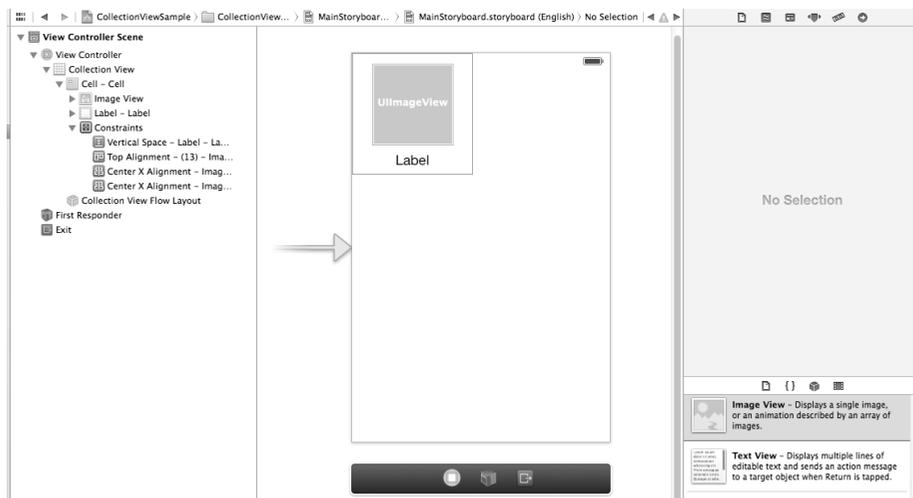 CollectionViewSample
CollectionView...
MainStoryboar...
MainStoryboard.storyboard (English)
No Selection
View Controller Scene
View Controller
Collection View
Cell – Cell
Image View
Label – Label
Constraints
Vertical Space – Label – La...
Top Alignment – (13) – Ima...
Center X Alignment – Imag...
Center X Alignment – Imag...
Collection View Flow Layout
First Responder
Exit
UIImageView
Label
No Selection
{ }
Image View – Displays a single image,
or an animation described by an array of
images.
Text View – Displays multiple lines of
editable text and sends an action message
to a target object when Return is tapped.